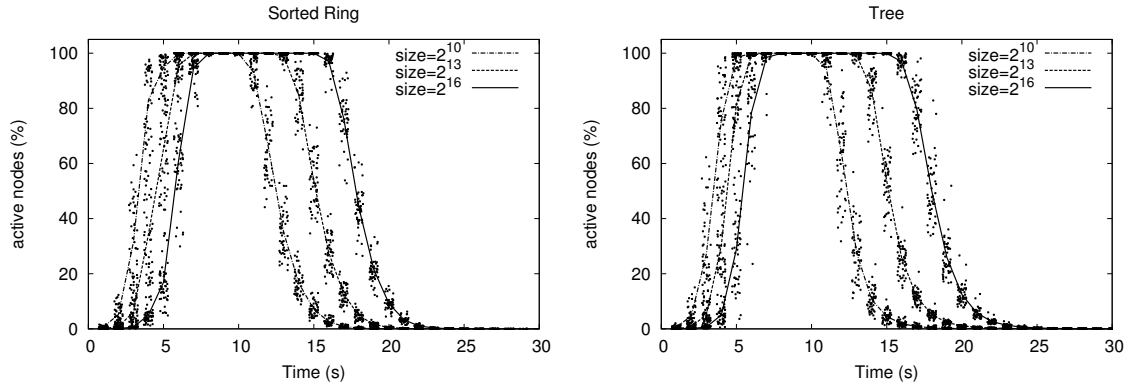 Sorted Ring
active nodes (%)
100
80
60
40
20
0
size=2^10
size=2^13
size=2^16
0 5 10 15 20 25 30
Time (s)
Tree
active nodes (%)
100
80
60
40
20
0
size=2^10
size=2^13
size=2^16
0 5 10 15 20 25 30
Time (s)